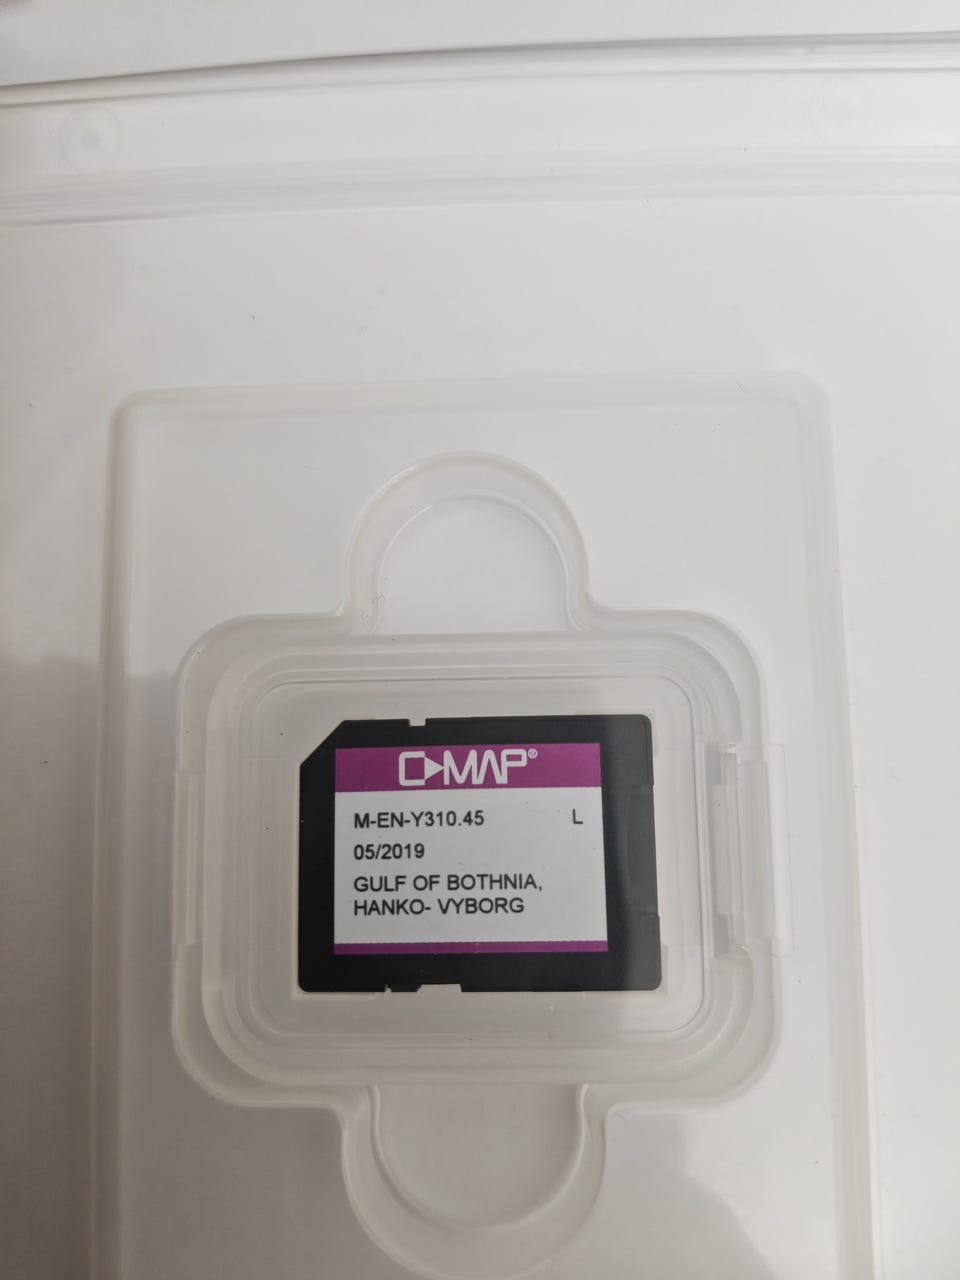 C-MAP®
M-EN-Y310.45 L
05/2019
GULF OF BOTHNIA,
HANKO- VYBORG